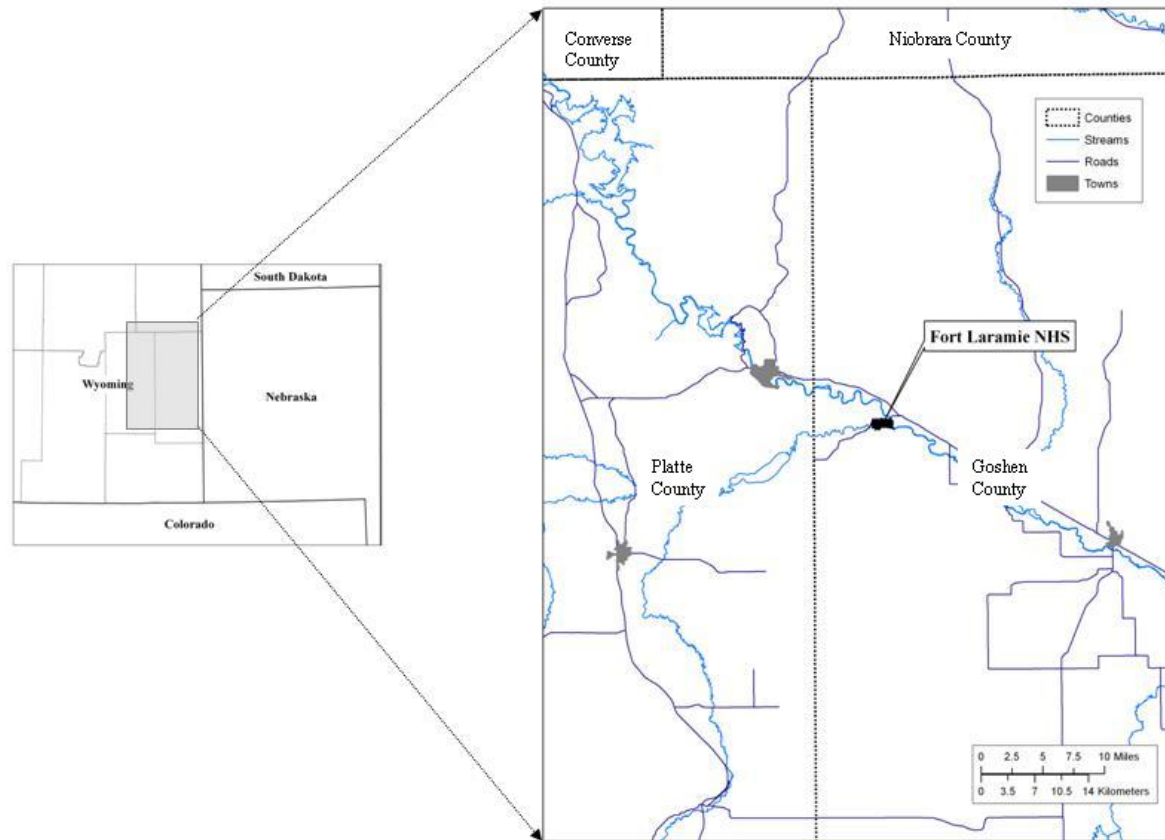 South Dakota
Wyoming
Nebraska
Colorado
Converse
County
Niobrara County
Counties
Streams
Roads
Towns
Fort Laramie NHS
Platte
County
Goshen
County
0 2.5 5 7.5 10 Miles
0 3.5 7 10.5 14 Kilometers